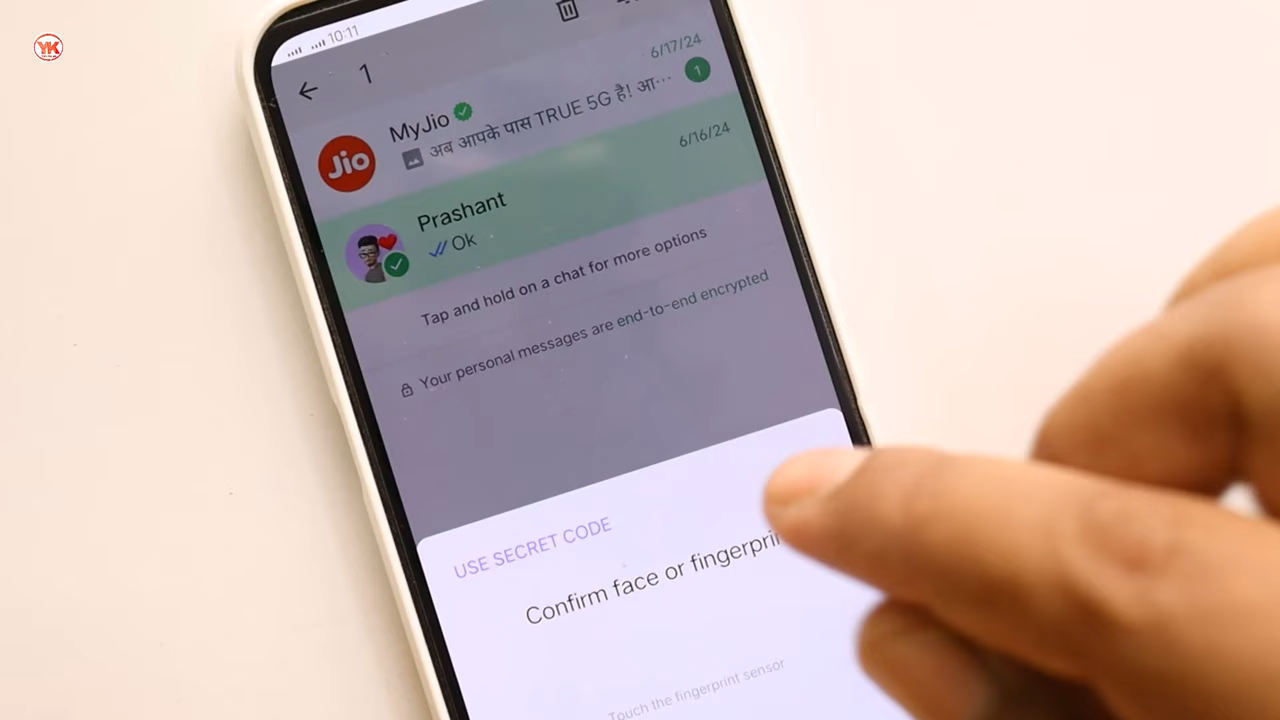 YK
10:11
1
6/17/24
MyJio
अब आपके पास TRUE 5G है! आ...
1
Jio
6/16/24
Prashant
Ok
Tap and hold on a chat for more options
Your personal messages are end-to-end encrypted
USE SECRET CODE
Confirm face or fingerpri
Touch the fingerprint sensor